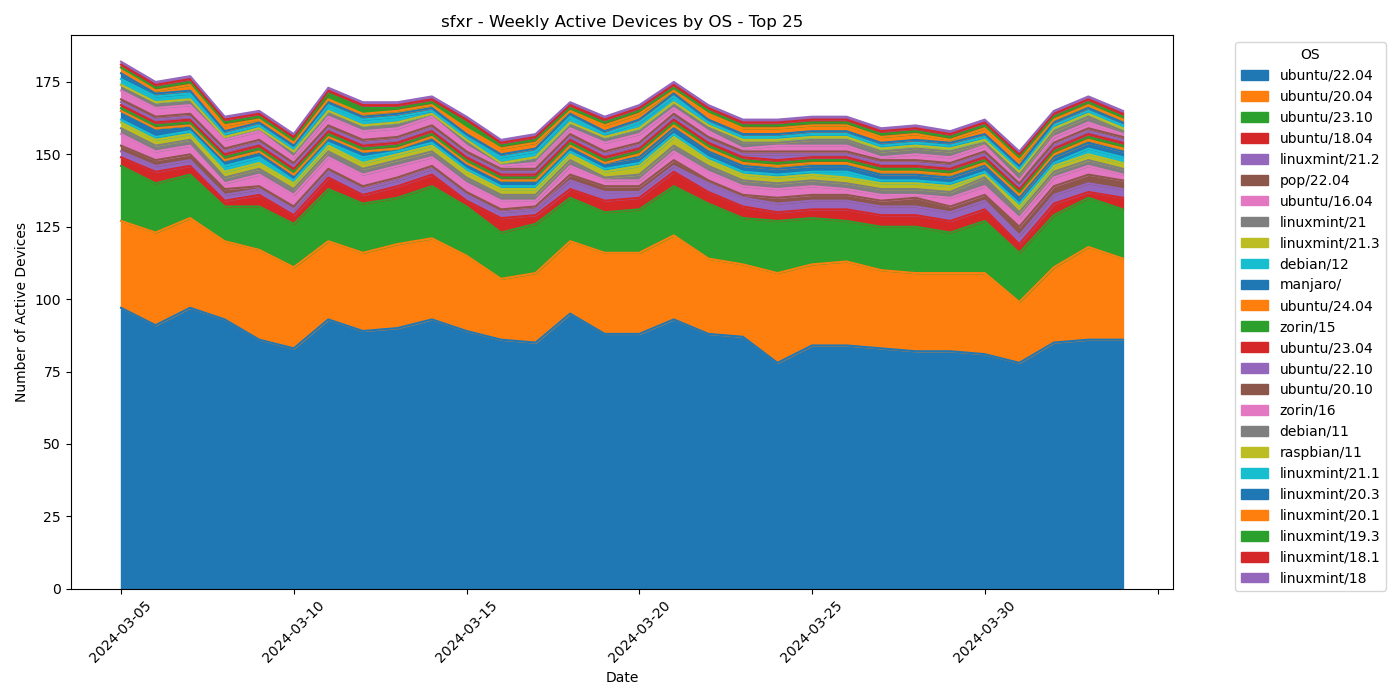 sfxr - Weekly Active Devices by OS - Top 25
Number of Active Devices
175
150
125
100
75
50
25
0
2024-03-05
2024-03-10
2024-03-15
2024-03-20
2024-03-25
2024-03-30
Date
OS
ubuntu/22.04
ubuntu/20.04
ubuntu/23.10
ubuntu/18.04
linuxmint/21.2
pop/22.04
ubuntu/16.04
linuxmint/21
linuxmint/21.3
debian/12
manjaro/
ubuntu/24.04
zorin/15
ubuntu/23.04
ubuntu/22.10
ubuntu/20.10
zorin/16
debian/11
raspbian/11
linuxmint/21.1
linuxmint/20.3
linuxmint/20.1
linuxmint/19.3
linuxmint/18.1
linuxmint/18